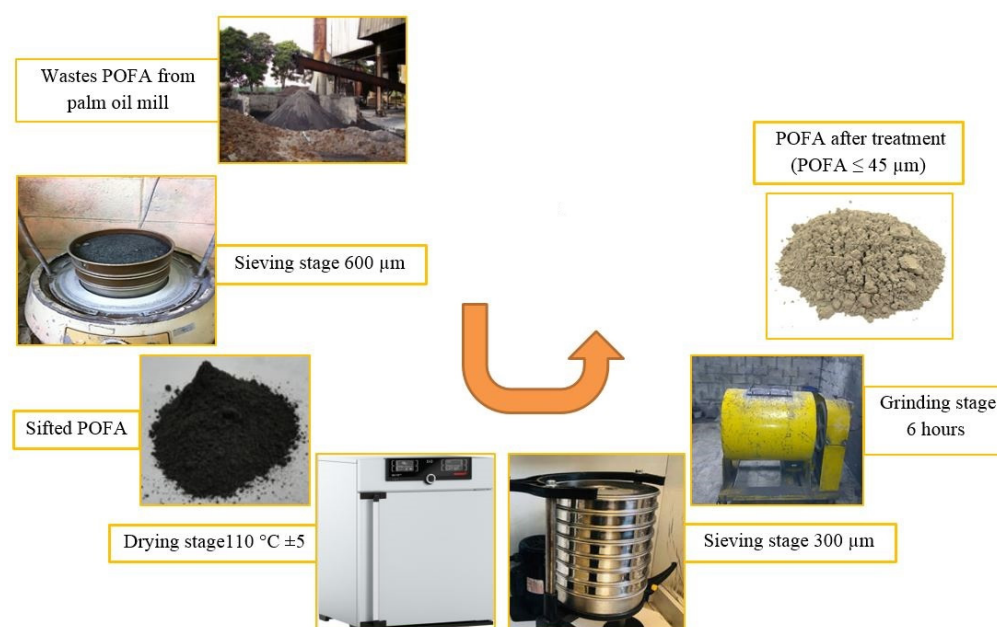 Wastes POFA from
palm oil mill
Sieving stage 600 µm
Sifted POFA
Drying stage110 °C ±5
Sieving stage 300 µm
Grinding stage
6 hours
POFA after treatment
(POFA ≤ 45 µm)